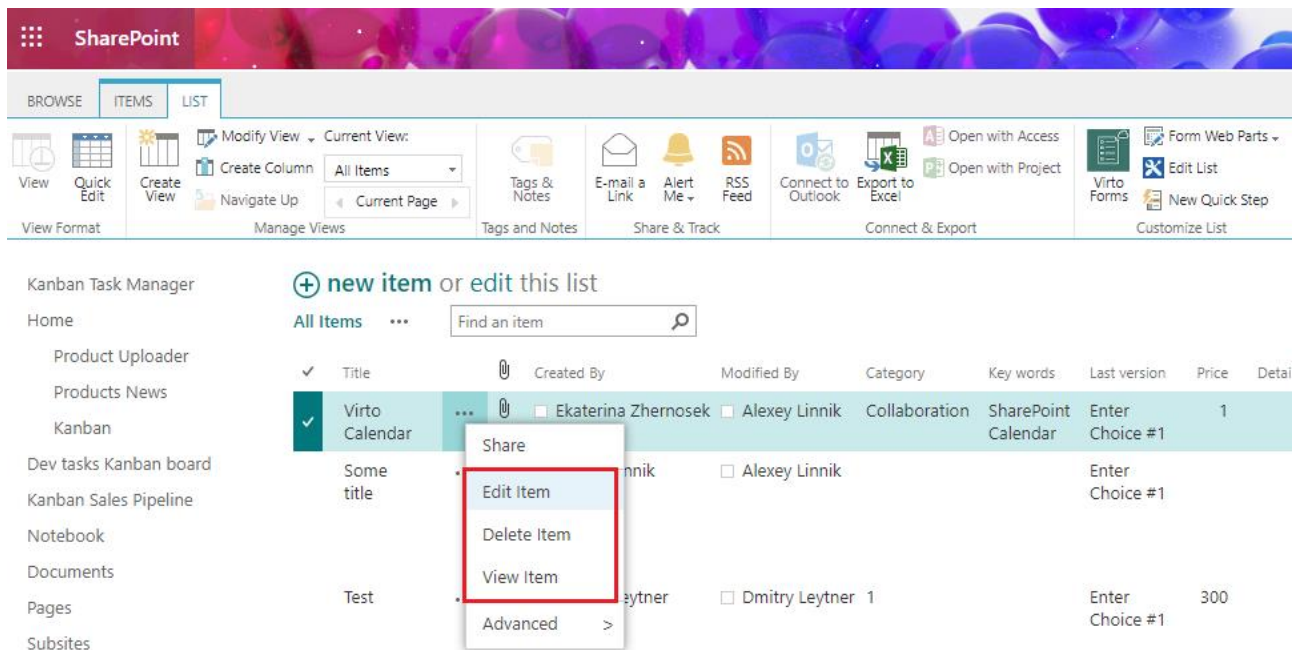 SharePoint
BROWSE ITEMS LIST
View
Quick
Edit
View Format
Create
View
Modify View
Create Column
Navigate Up
Current View:
All Items
Current Page
Manage Views
Tags &
Notes
Tags and Notes
E-mail a
Link
Alert
Me
RSS
Feed
Share & Track
Connect to
Outlook
Export to
Excel
Open with Access
Open with Project
Connect & Export
Virto
Forms
Form Web Parts
Edit List
New Quick Step
Customize List
Kanban Task Manager
Home
Product Uploader
Products News
Kanban
Dev tasks Kanban board
Kanban Sales Pipeline
Notebook
Documents
Pages
Subsites
new item or edit this list
All Items ••• Find an item
Title Created By Modified By Category Key words Last version Price Detai
Virto
Calendar
Ekaterina Zhernosek
Alexey Linnik
Collaboration
SharePoint
Calendar
Enter
Choice #1
1
Some
title
nnik
Alexey Linnik
Enter
Choice #1
Test
eytner
Dmitry Leytner
1
Enter
Choice #1
300
Share
Edit Item
Delete Item
View Item
Advanced >